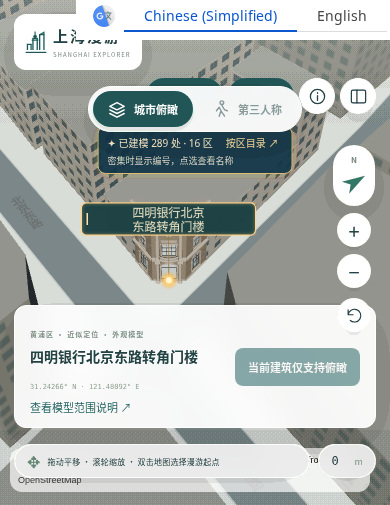 Chinese (Simplified)
English
上海漫游
SHANGHAI EXPLORER
城市俯瞰
第三人称
✦ 已建模 289 处 · 16 区 按区目录 ↗
密集时显示编号，点选查看名称
N
四明银行北京
东路转角门楼
+
−
黄浦区 · 近似定位 · 外观模型
四明银行北京东路转角门楼
当前建筑仅支持俯瞰
31.24266° N · 121.48092° E
查看模型范围说明 ↗
拖动平移 · 滚轮缩放 · 双击地图选择漫游起点
0 m
OpenStreetMap